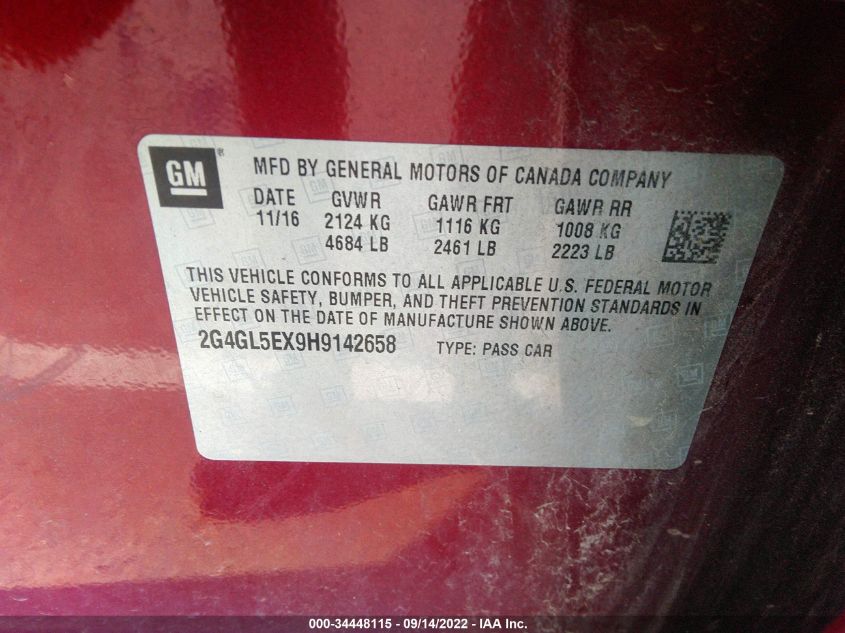 GM ®
MFD BY GENERAL MOTORS OF CANADA COMPANY
DATE GVWR GAWR FRT GAWR RR
11/16 2124 KG 1116 KG 1008 KG
4684 LB 2461 LB 2223 LB
THIS VEHICLE CONFORMS TO ALL APPLICABLE U.S. FEDERAL MOTOR
VEHICLE SAFETY, BUMPER, AND THEFT PREVENTION STANDARDS IN
EFFECT ON THE DATE OF MANUFACTURE SHOWN ABOVE.
2G4GL5EX9H9142658 TYPE: PASS CAR
000-34448115 - 09/14/2022 - IAA Inc.